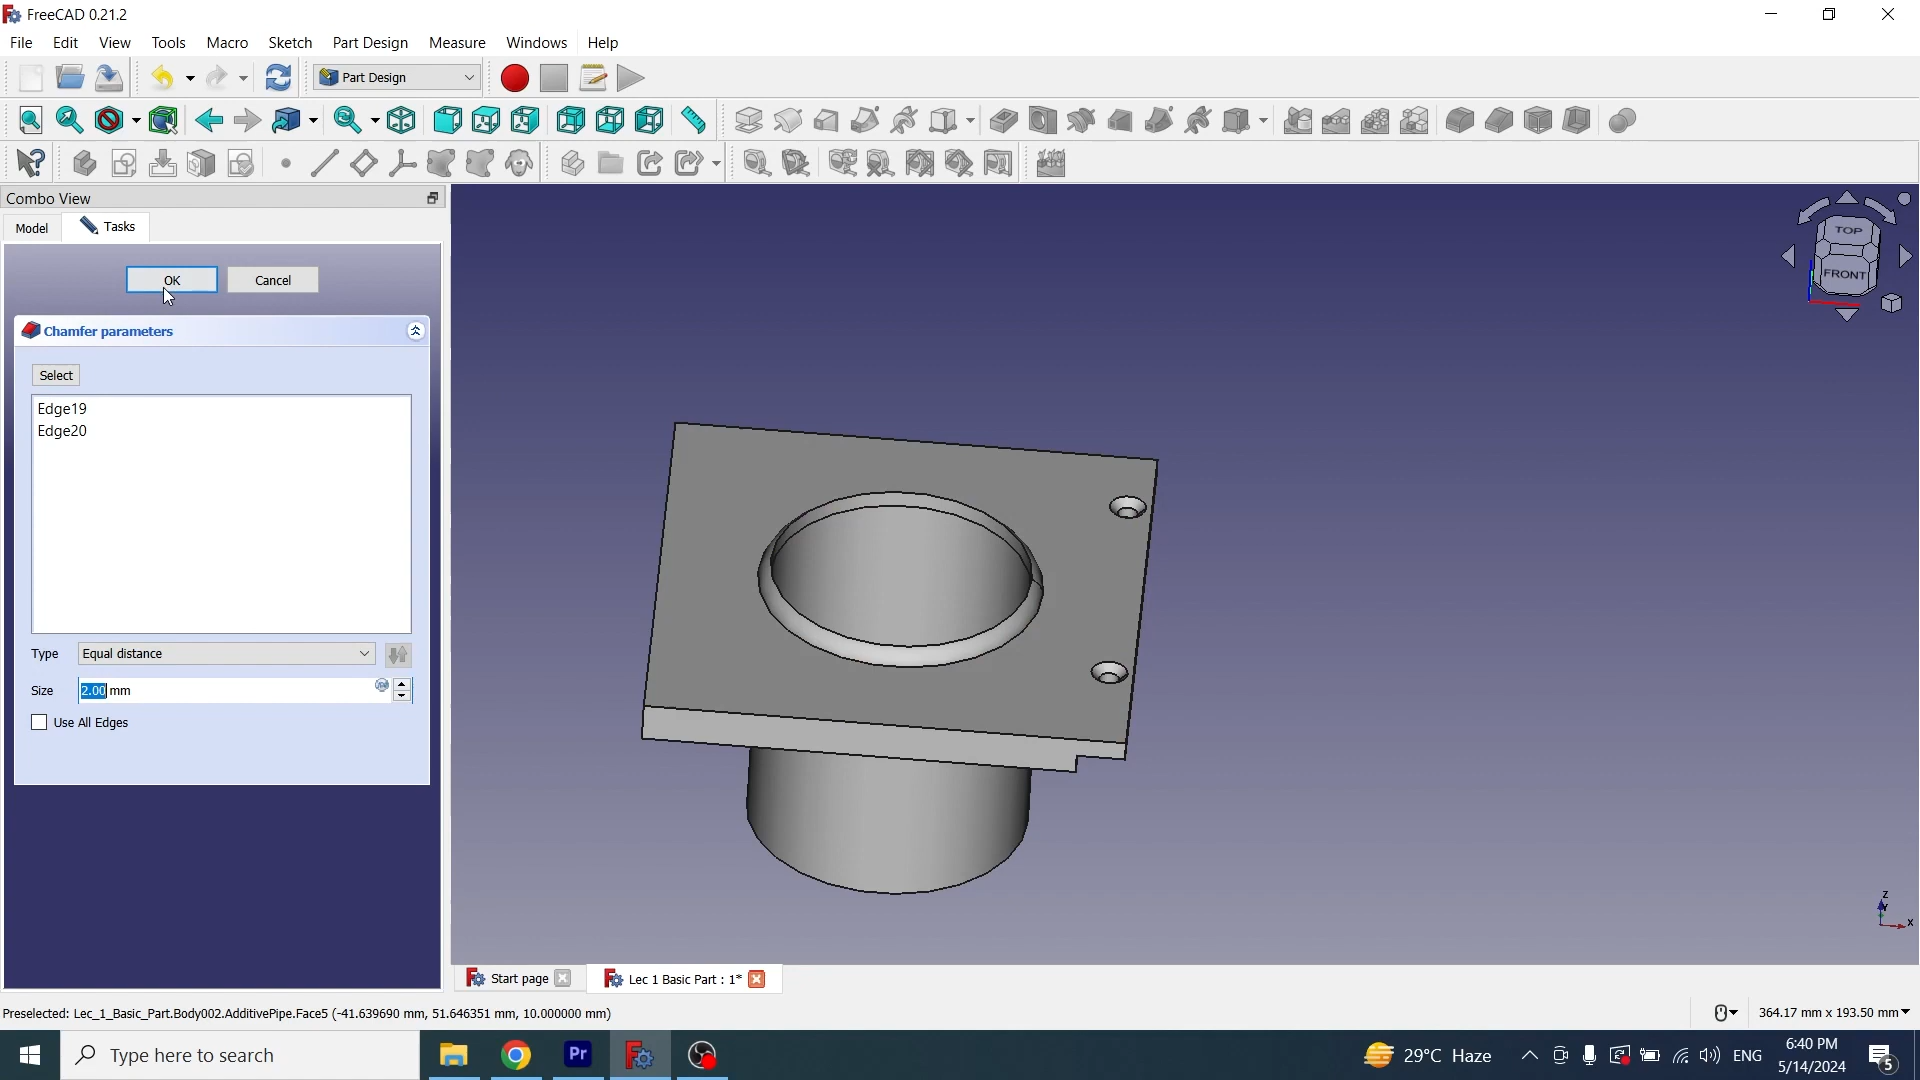 FreeCAD 0.21.2
File Edit View Tools Macro Sketch Part Design Measure Windows Help
Part Design
Combo View
Model Tasks
OK Cancel
Chamfer parameters
Select
Edge19
Edge20
Type Equal distance
Size 2.00 mm
Use All Edges
TOP
FRONT
Z
Y
X
Start page Lec 1 Basic Part : 1*
Preselected: Lec_1_Basic_Part.Body002.AdditivePipe.Face5 (-41.639690 mm, 51.646351 mm, 10.000000 mm)
364.17 mm x 193.50 mm
Type here to search
Pr
29°C Haze
ENG
6:40 PM
5/14/2024
5